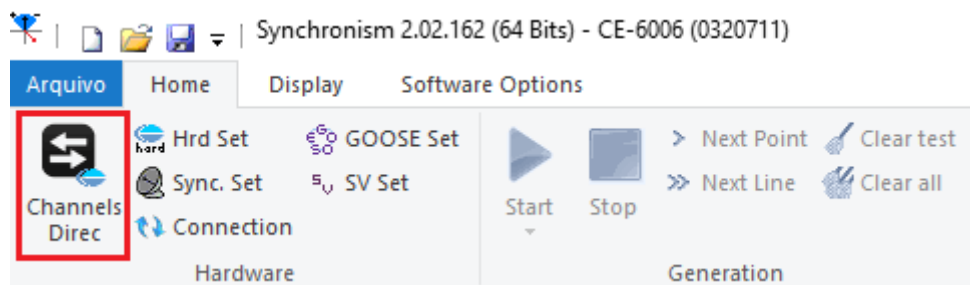 Synchronism 2.02.162 (64 Bits) - CE-6006 (0320711)
Arquivo Home Display Software Options
hard Hrd Set GOOSE Set Next Point Clear test
Sync. Set SV Set Next Line Clear all
Channels Direc Connection Start Stop
Hardware Generation